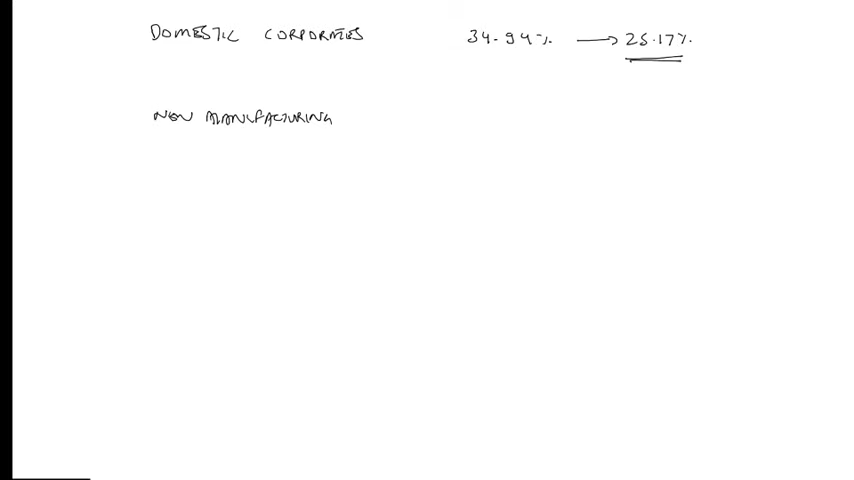 DOMESTIC CORPORATES 34.94% → 25.17%.
NEW MANUFACTURING